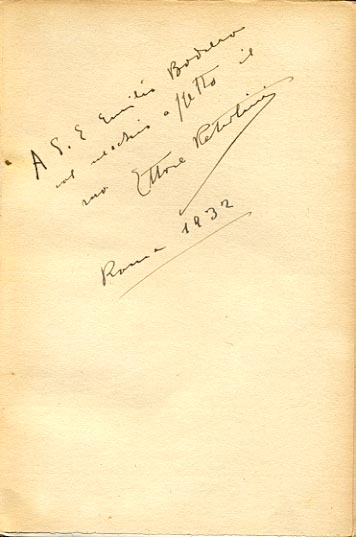 A S. E Emilio Bodrero
col vecchio affetto il
suo Ettore Petrolini
Roma 1932